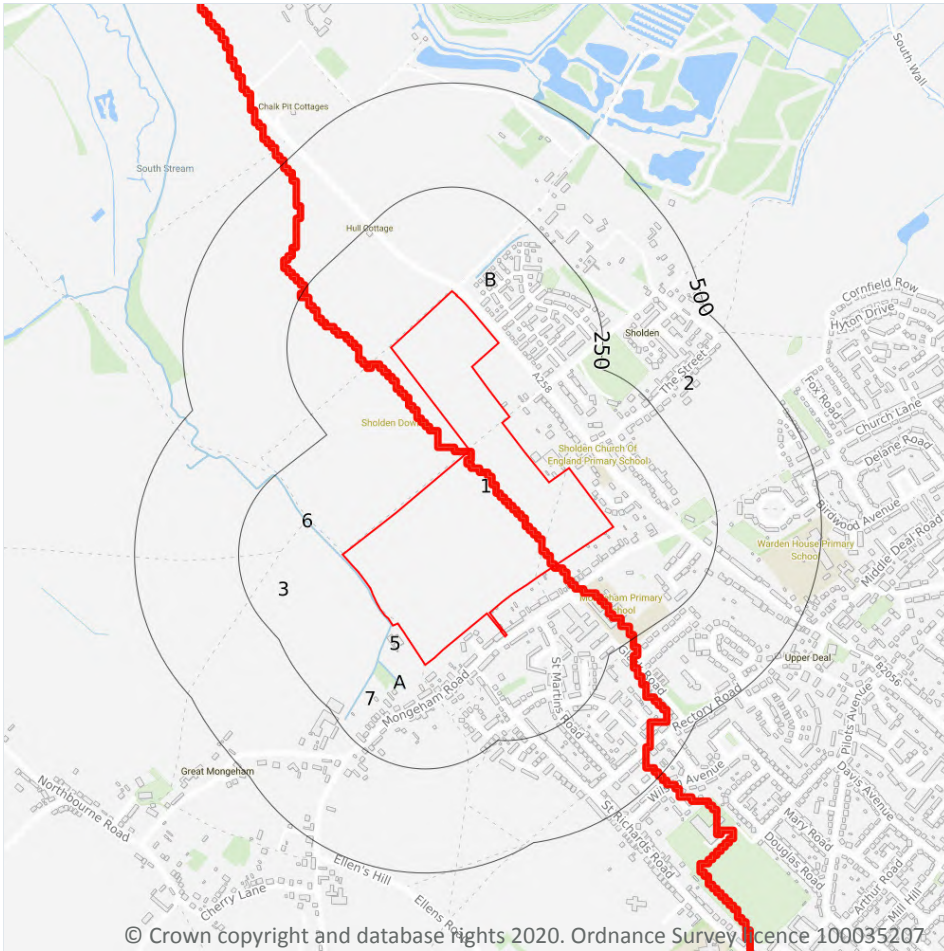 South Wall
Chalk Pit Cottages
South Stream
Hull Cottage
B
500
Cornfield Row
Hyton Drive
Sholden
250
The Street
2
A258
Fox Road
Church Lane
Sholden Down
Delane Road
Sholden Church Of
England Primary School
1
Birdwood Avenue
6
Middle Deal Road
Warden House Primary
School
3
Mongeham Primary
School
5
St Martins Road
Upper Deal
B2056
A
7
Mongeham Road
Rectory Road
Pilots Avenue
Great Mongeham
Davis Avenue
Northbourne Road
St Richards Road
Mary Road
Douglas Road
Ellen's Hill
Arthur Road
Mill Hill
Cherry Lane
© Crown copyright and database rights 2020. Ordnance Survey licence 100035207.